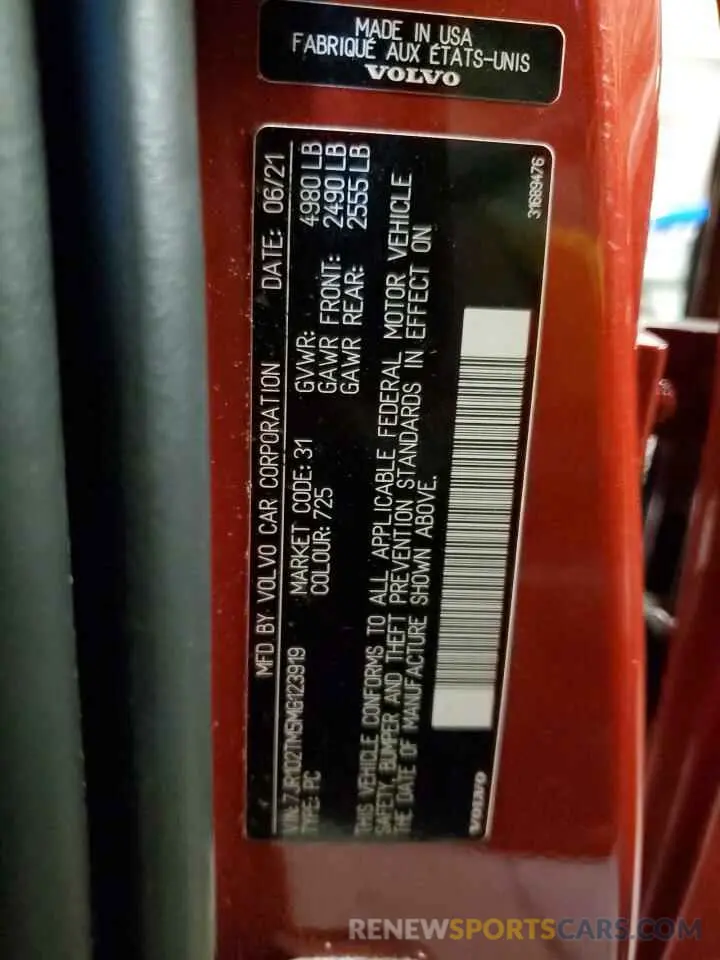 MADE IN USA
FABRIQUÉ AUX ÉTATS-UNIS
VOLVO
MFD BY VOLVO CAR CORPORATION DATE: 06/21
VIN: 7JR102TM5MG123919
MARKET CODE: 31 GVWR: 4980 LB
TYPE: PC
COLOUR: 725 GAWR FRONT: 2490 LB
GAWR REAR: 2555 LB
THIS VEHICLE CONFORMS TO ALL APPLICABLE FEDERAL MOTOR VEHICLE
SAFETY, BUMPER AND THEFT PREVENTION STANDARDS IN EFFECT ON
THE DATE OF MANUFACTURE SHOWN ABOVE.
VOLVO
31689476
RENEWSPORTSCARS.COM